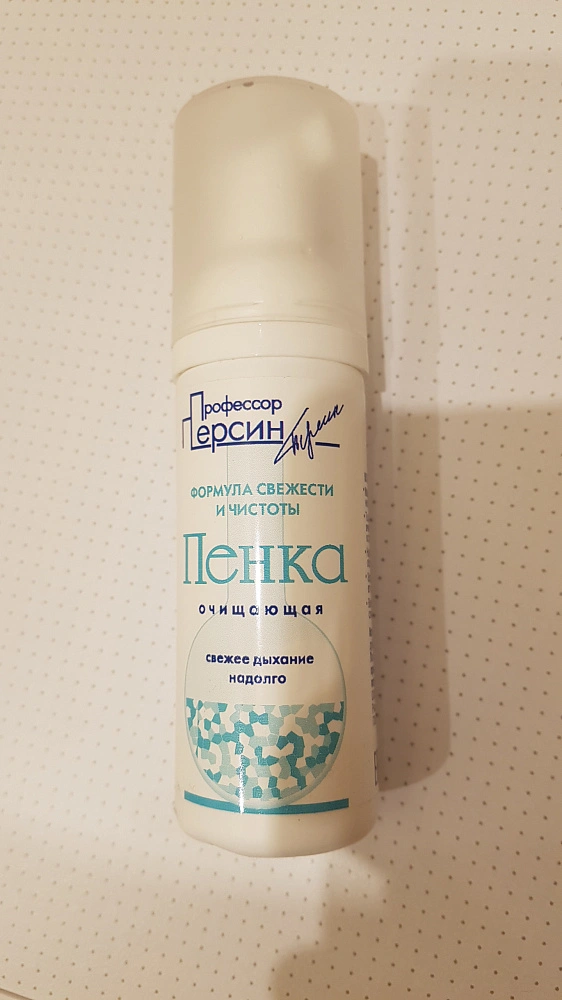 Профессор
Персин
ФОРМУЛА СВЕЖЕСТИ
И ЧИСТОТЫ
Пенка
очищающая
свежее дыхание
надолго